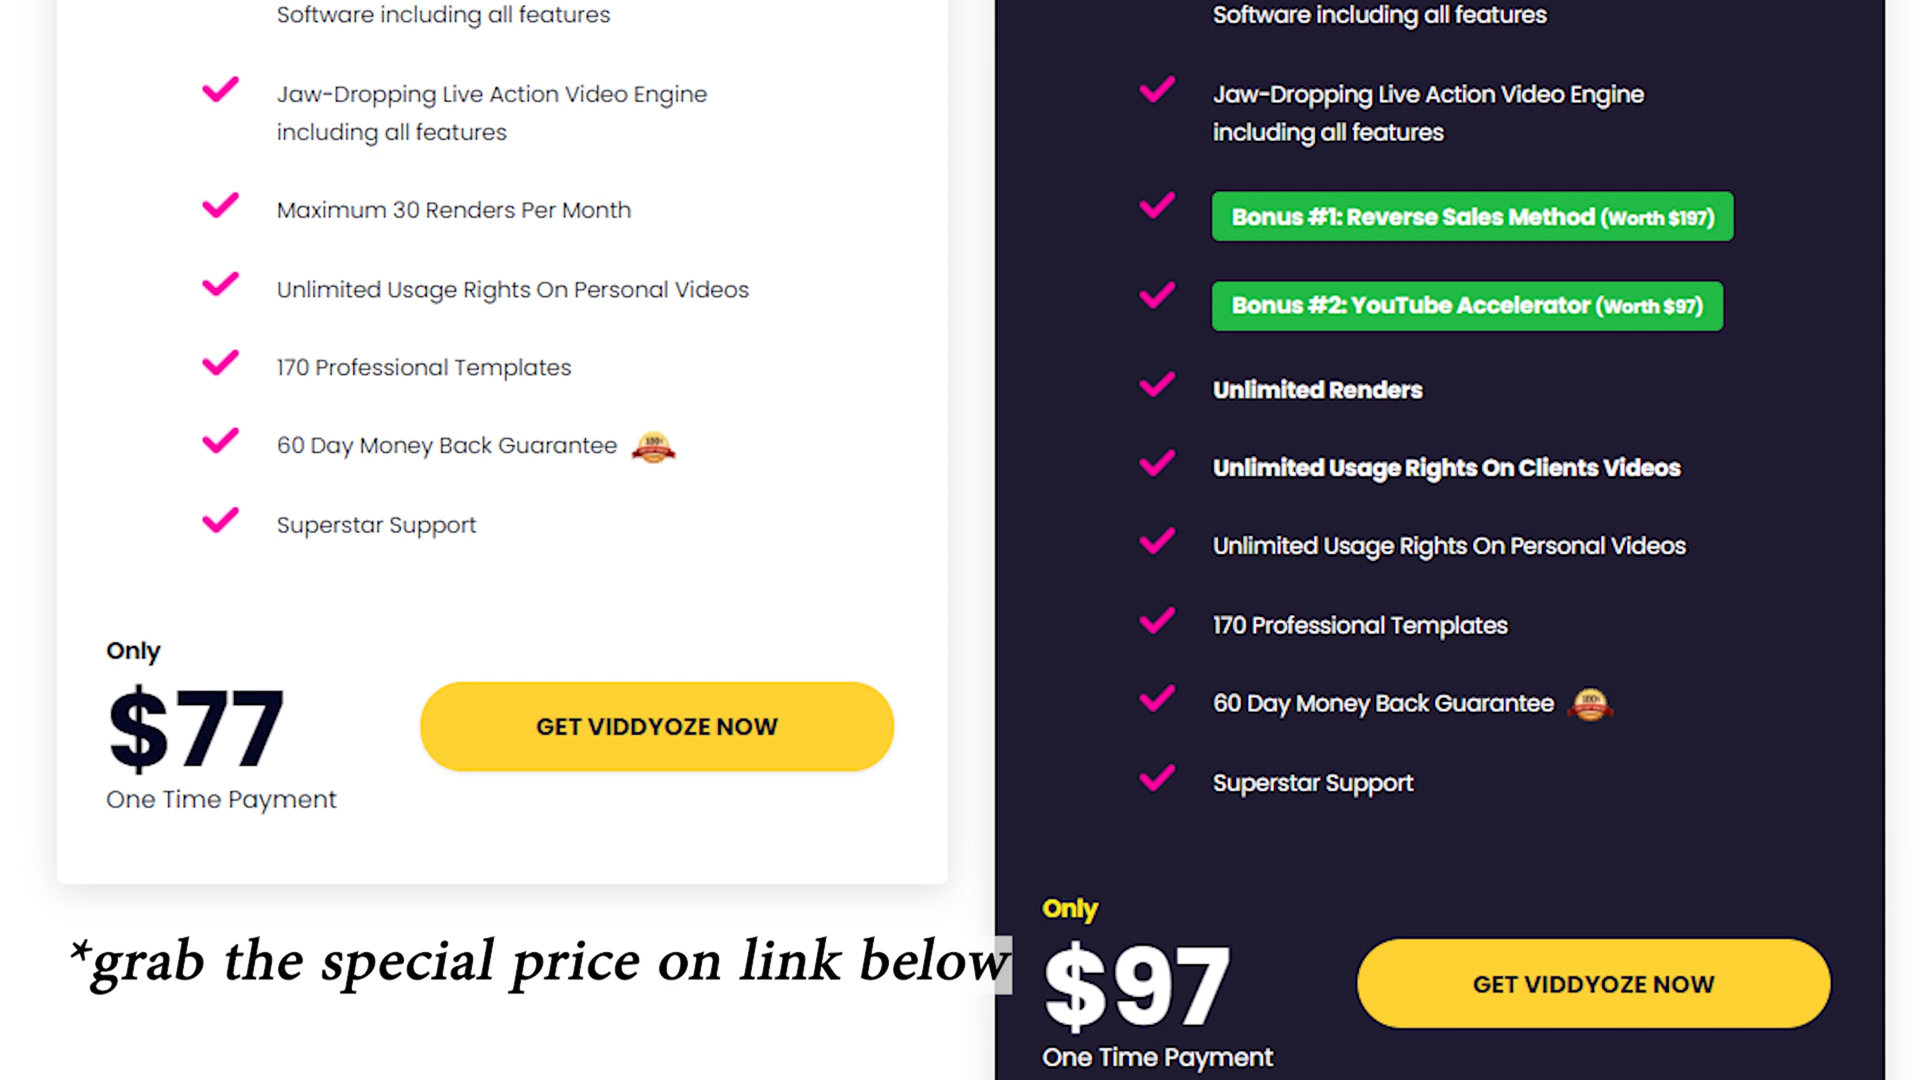 Software including all features
Jaw-Dropping Live Action Video Engine
including all features
Maximum 30 Renders Per Month
Unlimited Usage Rights On Personal Videos
170 Professional Templates
60 Day Money Back Guarantee
Superstar Support
Only
$77
One Time Payment
GET VIDDYOZE NOW
*grab the special price on link below
Software including all features
Jaw-Dropping Live Action Video Engine
including all features
Bonus #1: Reverse Sales Method (Worth $197)
Bonus #2: YouTube Accelerator (Worth $97)
Unlimited Renders
Unlimited Usage Rights On Clients Videos
Unlimited Usage Rights On Personal Videos
170 Professional Templates
60 Day Money Back Guarantee
Superstar Support
Only
$97
One Time Payment
GET VIDDYOZE NOW